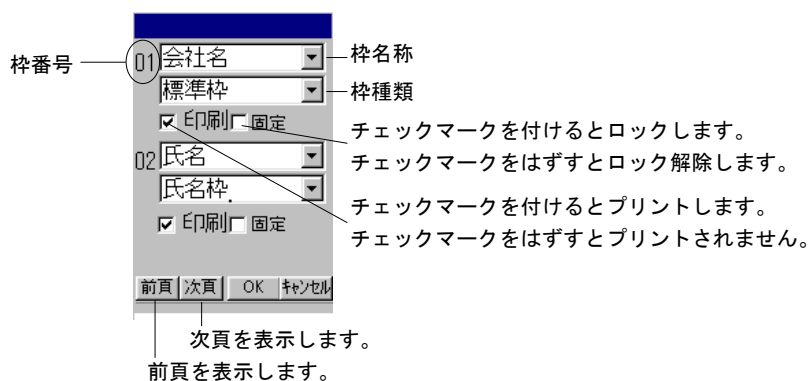 枠番号
01 会社名
枠名称
標準枠
枠種類
印刷 固定
チェックマークを付けるとロックします。
チェックマークをはずすとロック解除します。
02 氏名
氏名枠
チェックマークを付けるとプリントします。
チェックマークをはずすとプリントされません。
印刷 固定
前頁 次頁 OK キャンセル
次頁を表示します。
前頁を表示します。